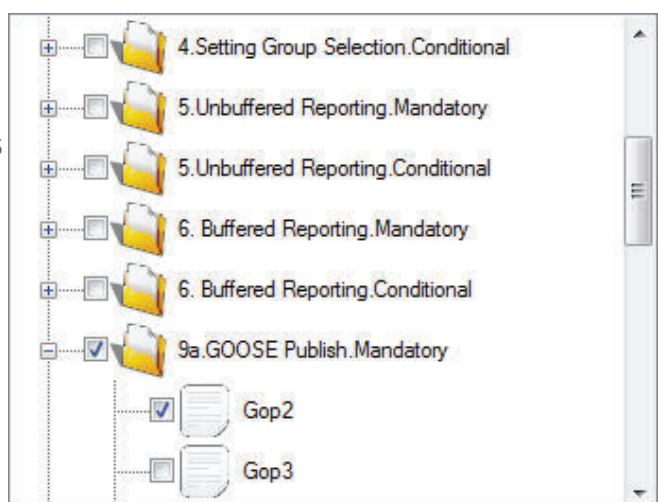 4.Setting Group Selection.Conditional
5.Unbuffered Reporting.Mandatory
5.Unbuffered Reporting.Conditional
6. Buffered Reporting.Mandatory
6. Buffered Reporting.Conditional
9a.GOOSE Publish.Mandatory
Gop2
Gop3